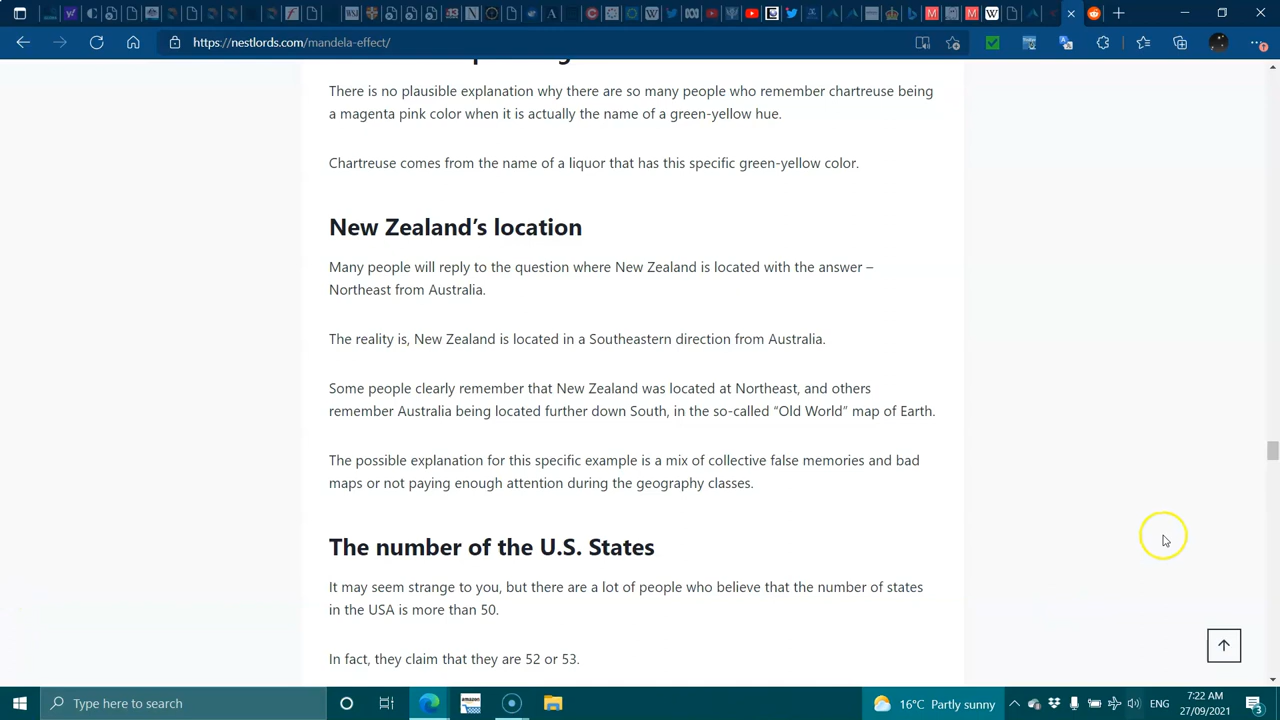 https://nestlords.com/mandela-effect/
There is no plausible explanation why there are so many people who remember chartreuse being
a magenta pink color when it is actually the name of a green-yellow hue.
Chartreuse comes from the name of a liquor that has this specific green-yellow color.
New Zealand’s location
Many people will reply to the question where New Zealand is located with the answer –
Northeast from Australia.
The reality is, New Zealand is located in a Southeastern direction from Australia.
Some people clearly remember that New Zealand was located at Northeast, and others
remember Australia being located further down South, in the so-called “Old World” map of Earth.
The possible explanation for this specific example is a mix of collective false memories and bad
maps or not paying enough attention during the geography classes.
The number of the U.S. States
It may seem strange to you, but there are a lot of people who believe that the number of states
in the USA is more than 50.
In fact, they claim that they are 52 or 53.
Type here to search
16°C Partly sunny
ENG
7:22 AM
27/09/2021
3